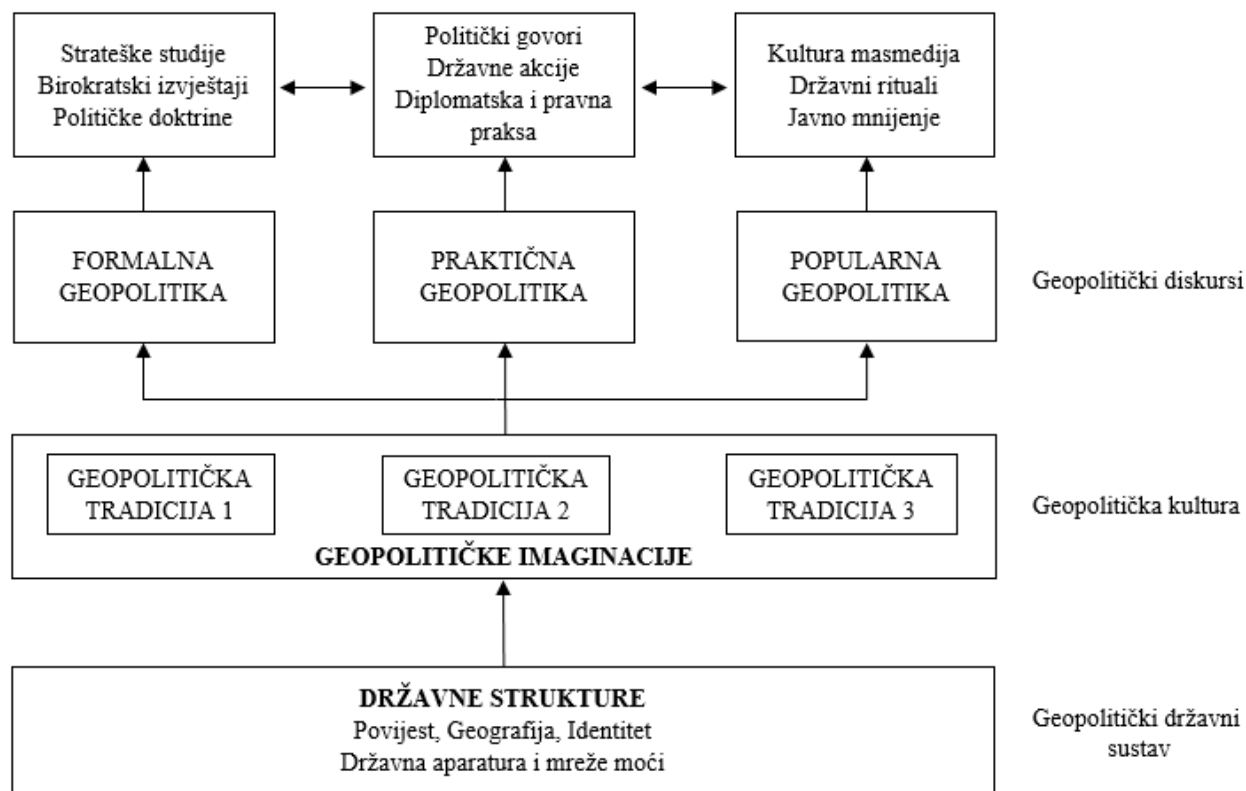 Strateške studije
Birokratski izvještaji
Političke doktrine
Politički govori
Državne akcije
Diplomatska i pravna
praksa
Kultura masmedija
Državni rituali
Javno mnijenje
FORMALNA
GEOPOLITIKA
PRAKTIČNA
GEOPOLITIKA
POPULARNA
GEOPOLITIKA
Geopolitički diskursi
GEOPOLITIČKA
TRADICIJA 1
GEOPOLITIČKA
TRADICIJA 2
GEOPOLITIČKA
TRADICIJA 3
GEOPOLITIČKE IMAGINACIJE
Geopolitička kultura
DRŽAVNE STRUKTURE
Povijest, Geografija, Identitet
Državna aparatura i mreže moći
Geopolitički državni
sustav